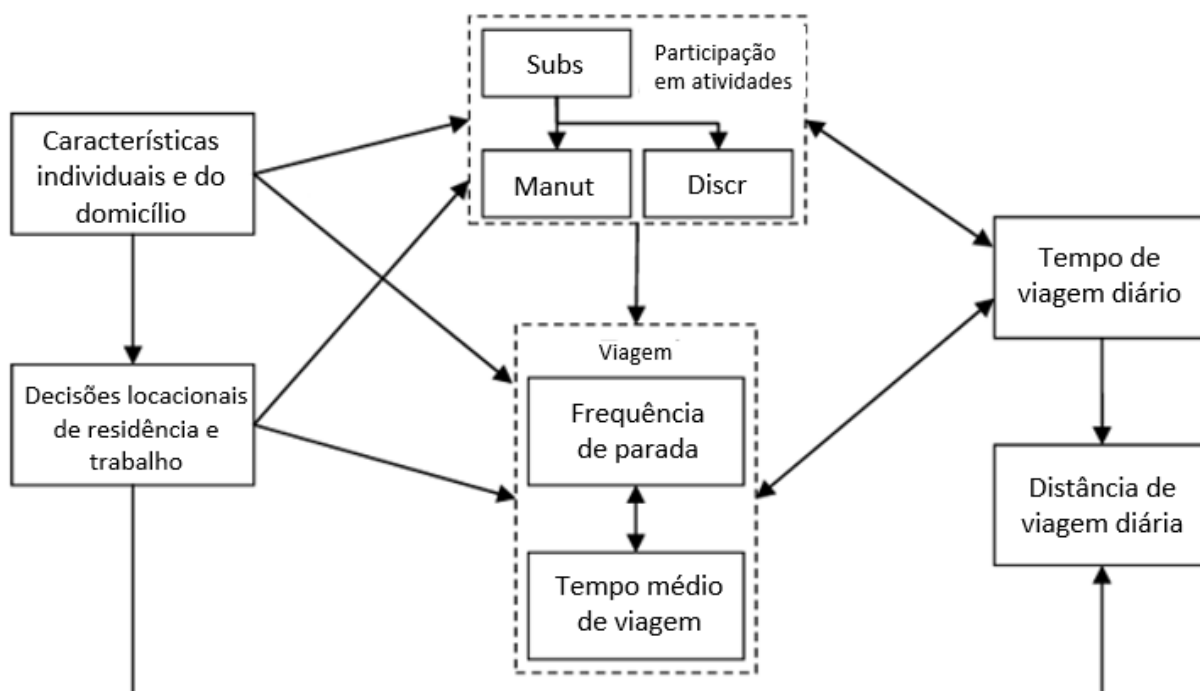 Subs
Participação
em atividades
Manut
Discr
Característícas
individuais e do
domicílio
Decisões locacionais
de residência e
trabalho
Viagem
Frequência
de parada
Tempo médio
de viagem
Tempo de
viagem diário
Distância de
viagem diária